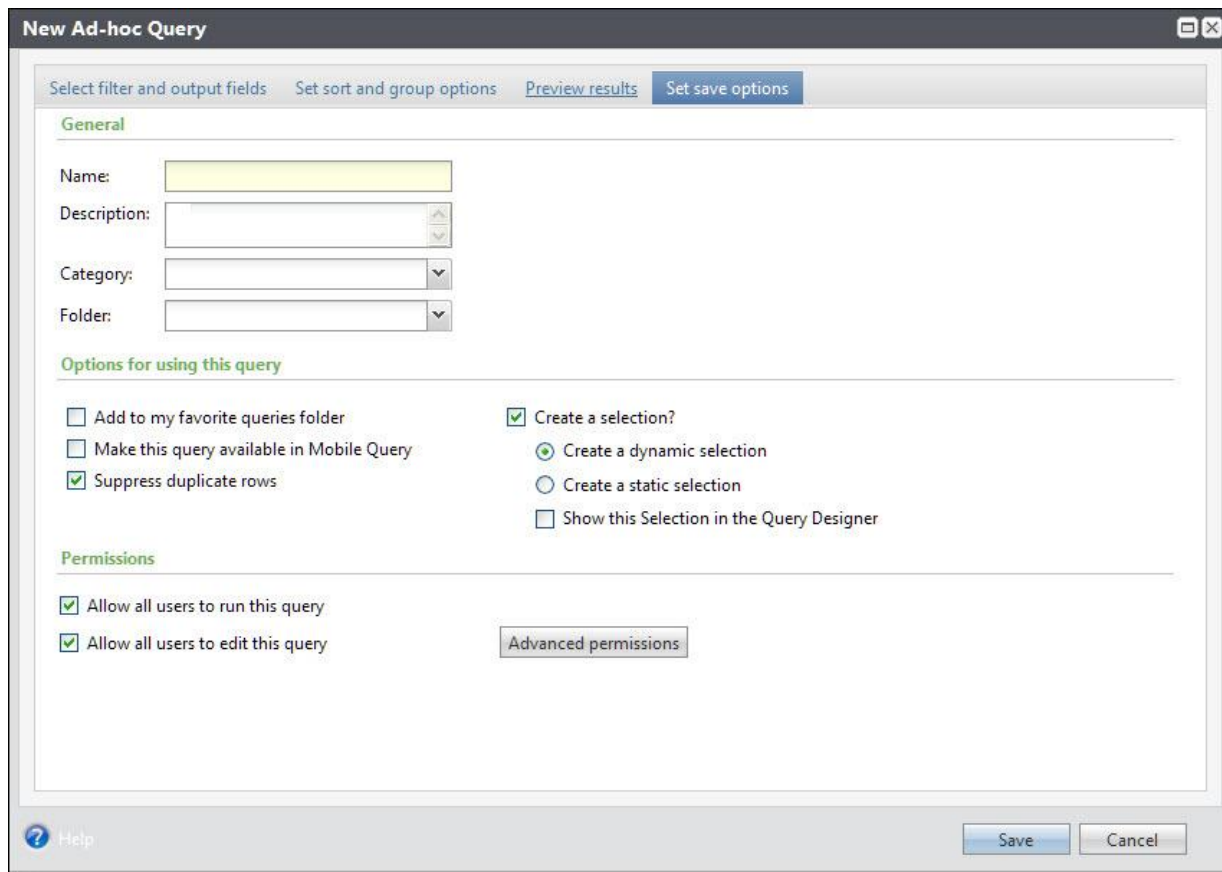 New Ad-hoc Query
Select filter and output fields Set sort and group options Preview results Set save options
General
Name:
Description:
Category:
Folder:
Options for using this query
Add to my favorite queries folder
Make this query available in Mobile Query
Suppress duplicate rows
Create a selection?
Create a dynamic selection
Create a static selection
Show this Selection in the Query Designer
Permissions
Allow all users to run this query
Allow all users to edit this query
Advanced permissions
? Help
Save Cancel